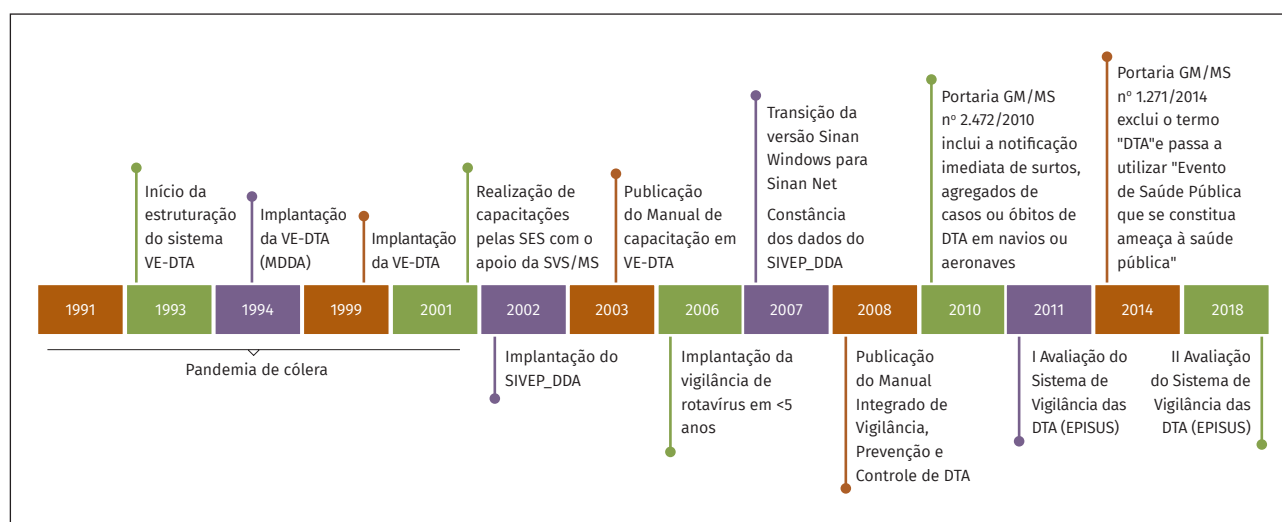 Início da
estruturação
do sistema
VE-DTA
Implantação
da VE-DTA
(MDDA)
Implantação
da VE-DTA
Realização de
capacitações
pelas SES com o
apoio da SVS/MS
Publicação
do Manual de
capacitação em
VE-DTA
Transição da
versão Sinan
Windows para
Sinan Net
Constância
dos dados do
SIVEP_DDA
Portaria GM/MS
nº 2.472/2010
inclui a notificação
imediata de surtos,
agregados de
casos ou óbitos de
DTA em navios ou
aeronaves
Portaria GM/MS
nº 1.271/2014
exclui o termo
"DTA"e passa a
utilizar "Evento
de Saúde Pública
que se constitua
ameaça à saúde
pública"
1991 1993 1994 1999 2001 2002 2003 2006 2007 2008 2010 2011 2014 2018
Pandemia de cólera
Implantação do
SIVEP_DDA
Implantação da
vigilância de
rotavírus em <5
anos
Publicação
do Manual
Integrado de
Vigilância,
Prevenção e
Controle de DTA
I Avaliação do
Sistema de
Vigilância das
DTA (EPISUS)
II Avaliação
do Sistema de
Vigilância das
DTA (EPISUS)